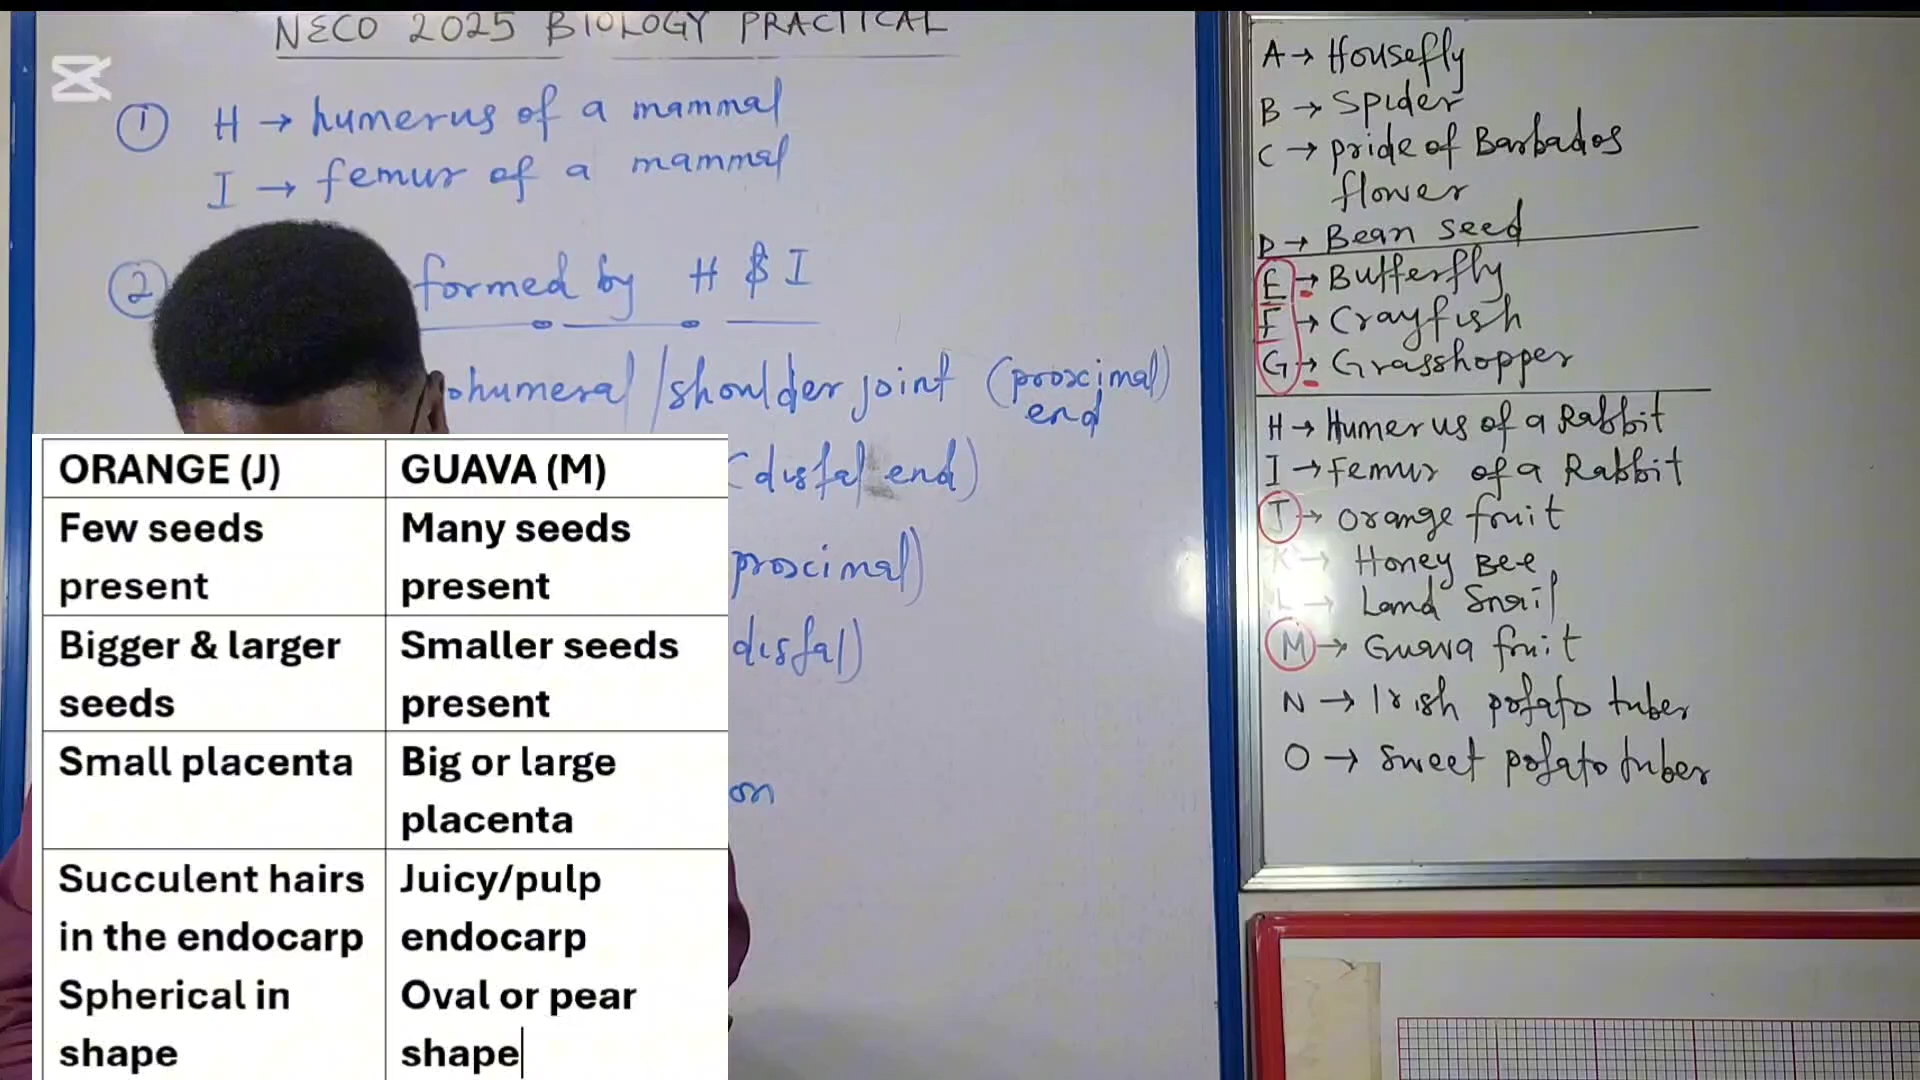 NECO 2025 BIOLOGY PRACTICAL
① H → humerus of a mammal
I → femur of a mammal
② formed by H & I
ohumeral / shoulder joint (proximal)
end
(distal end)
proximal)
distal)
on
ORANGE (J) GUAVA (M)
Few seeds present Many seeds present
Bigger & larger seeds Smaller seeds present
Small placenta Big or large placenta
Succulent hairs in the endocarp Juicy/pulp endocarp
Spherical in shape Oval or pear shape
A → Housefly
B → Spider
C → pride of Barbados
flower
D → Bean seed
E → Butterfly
F → Crayfish
G → Grasshopper
H → Humerus of a Rabbit
I → Femur of a Rabbit
J → Orange fruit
K → Honey Bee
L → Land Snail
M → Guava fruit
N → Irish potato tuber
O → Sweet potato tuber